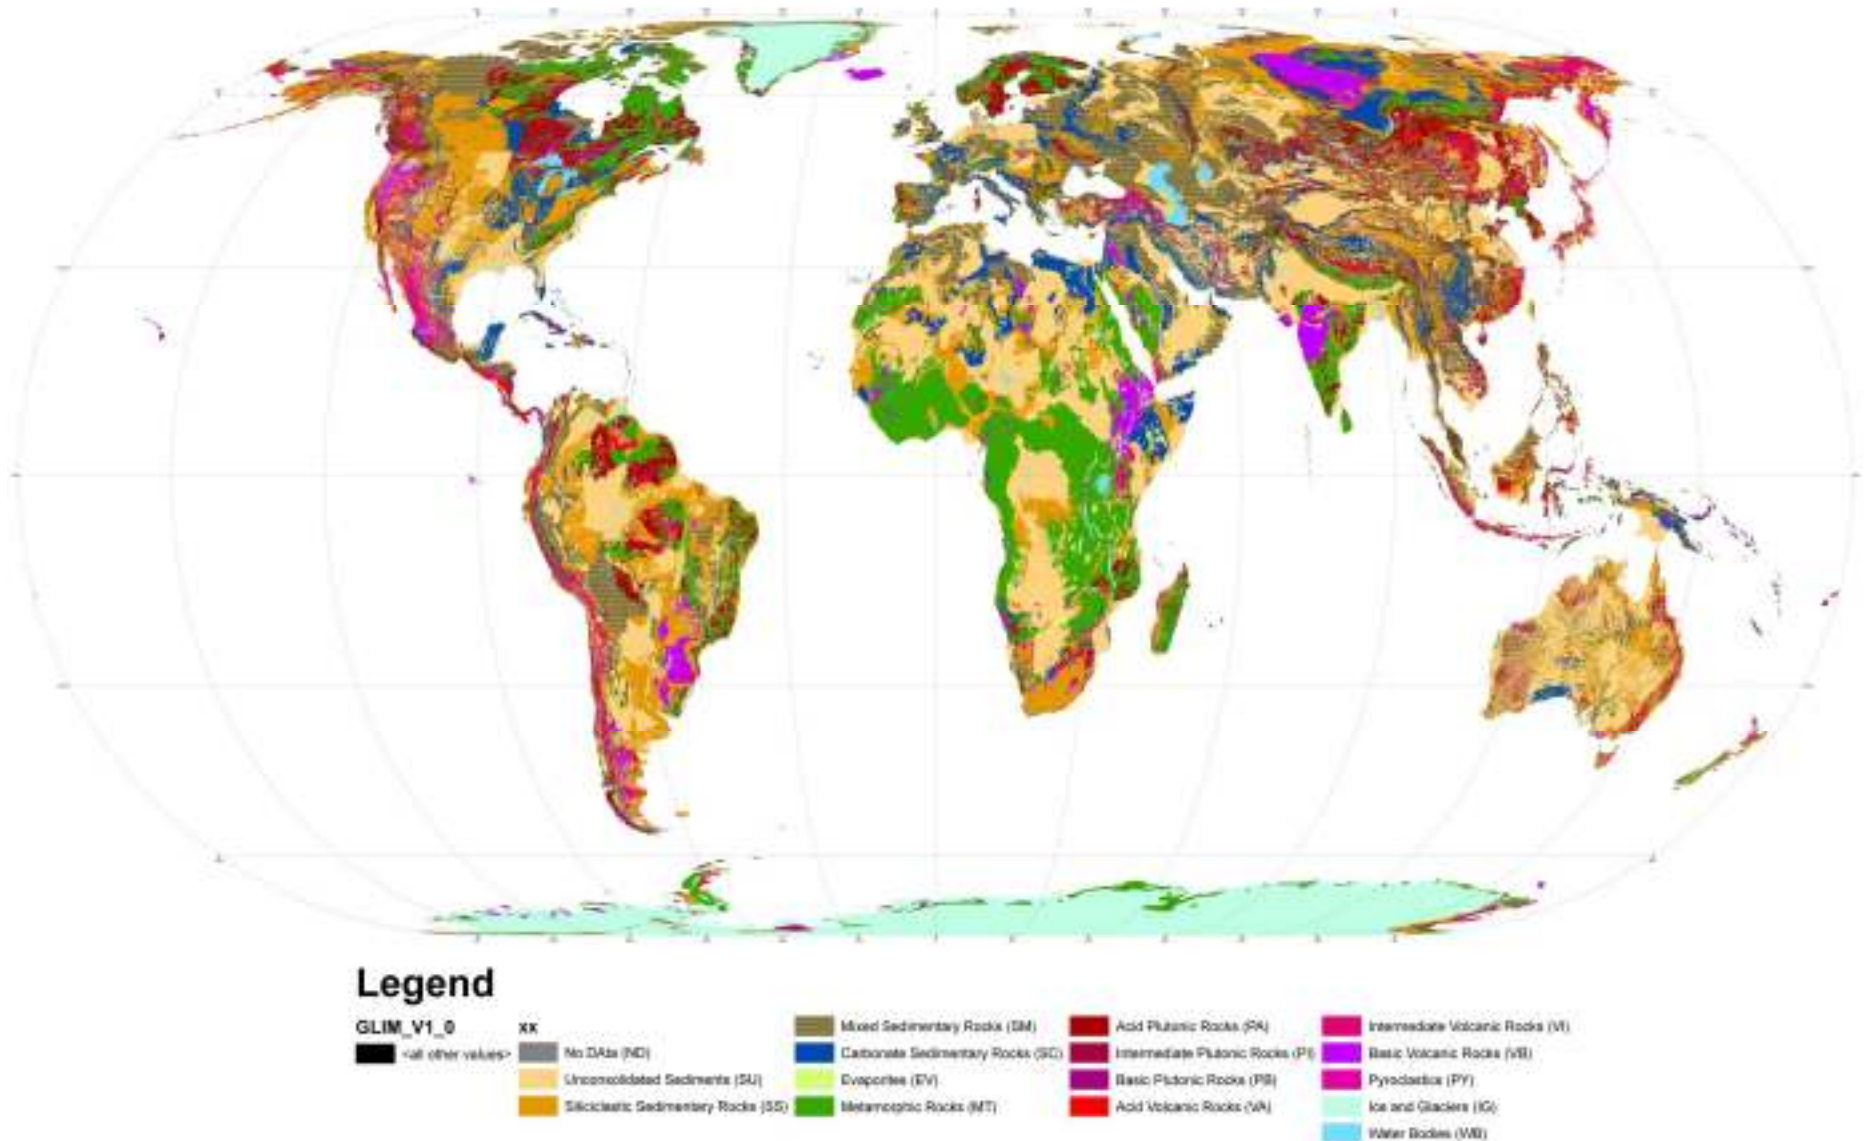 Legend
GLIM_V1_0
<all other values>
xx
No DAta (ND)
Unconsolidated Sediments (SU)
Siliciclastic Sedimentary Rocks (SS)
Mixed Sedimentary Rocks (SM)
Carbonate Sedimentary Rocks (SC)
Evaporites (EV)
Metamorphic Rocks (MT)
Acid Plutonic Rocks (PA)
Intermediate Plutonic Rocks (PI)
Basic Plutonic Rocks (PB)
Acid Volcanic Rocks (VA)
Intermediate Volcanic Rocks (VI)
Basic Volcanic Rocks (VB)
Pyroclastics (PY)
Ice and Glaciers (IG)
Water Bodies (WB)